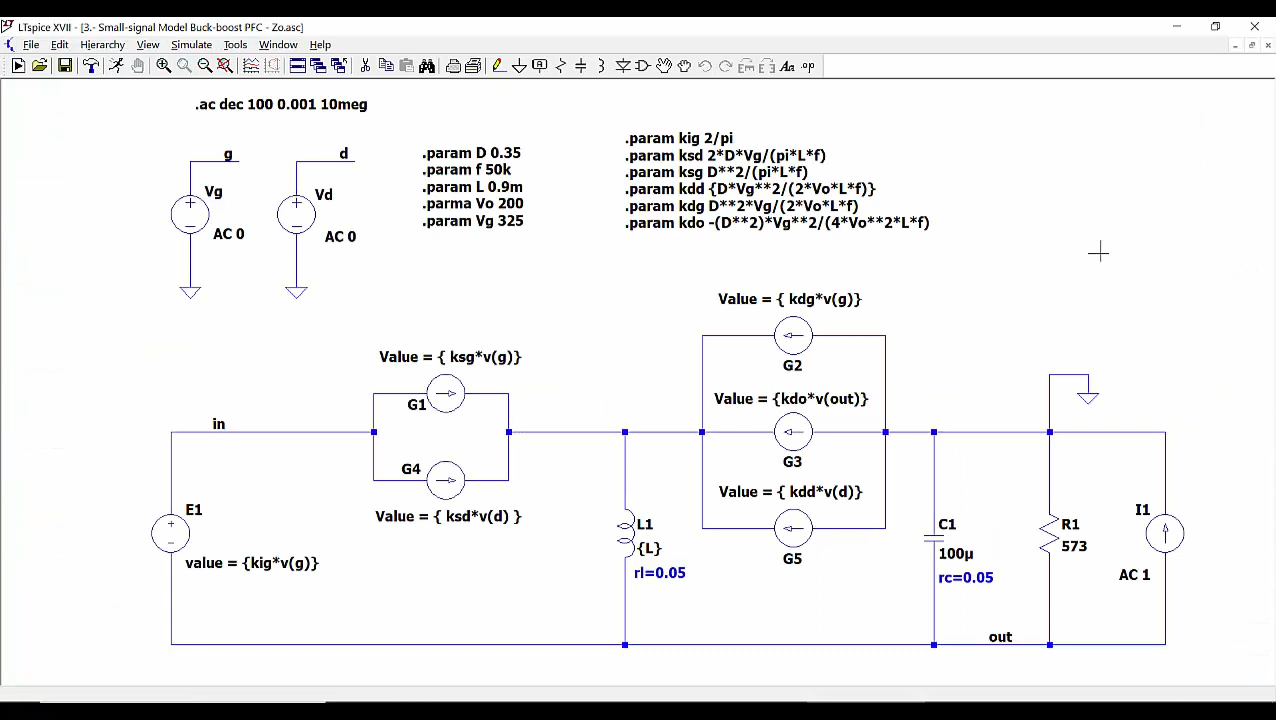 LTspice XVII - [3.- Small-signal Model Buck-boost PFC - Zo.asc]
File Edit Hierarchy View Simulate Tools Window Help
Aa .op
.ac dec 100 0.001 10meg
g
Vg
AC 0
d
Vd
AC 0
.param D 0.35
.param f 50k
.param L 0.9m
.parma Vo 200
.param Vg 325
.param kig 2/pi
.param ksd 2*D*Vg/(pi*L*f)
.param ksg D**2/(pi*L*f)
.param kdd {D*Vg**2/(2*Vo*L*f)}
.param kdg D**2*Vg/(2*Vo*L*f)
.param kdo -(D**2)*Vg**2/(4*Vo**2*L*f)
Value = { kdg*v(g)}
G2
Value = { ksg*v(g)}
G1
Value = {kdo*v(out)}
G3
in
G4
Value = { ksd*v(d) }
Value = { kdd*v(d)}
G5
E1
value = {kig*v(g)}
L1
{L}
rl=0.05
C1
100µ
rc=0.05
R1
573
I1
AC 1
out